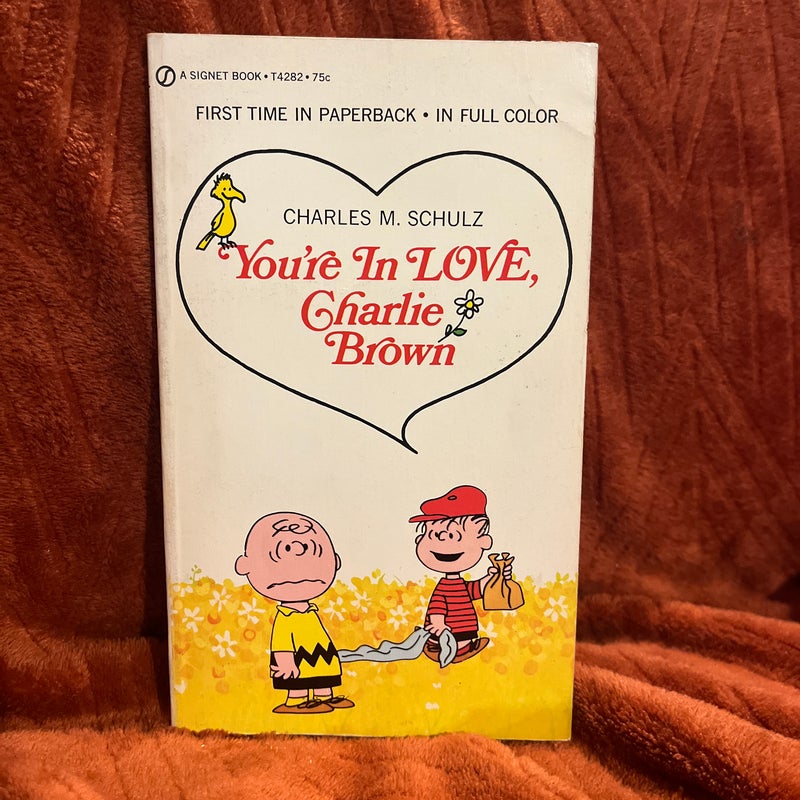 A SIGNET BOOK • T4282 • 75c
FIRST TIME IN PAPERBACK • IN FULL COLOR
CHARLES M. SCHULZ
You're In LOVE,
Charlie
Brown